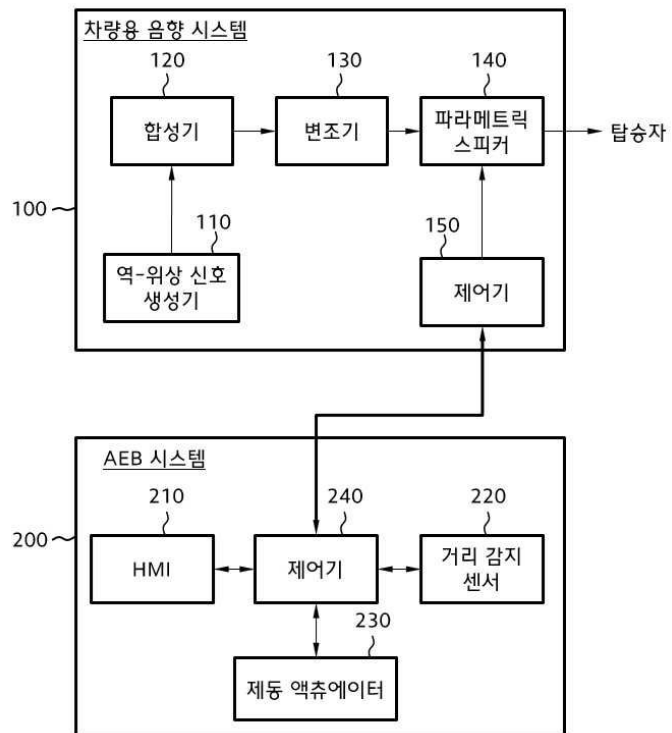 차량용 음향 시스템
120
130
140
합성기
변조기
파라메트릭
스피커
탑승자
100
110
150
역-위상 신호
생성기
제어기
AEB 시스템
210
240
220
200
HMI
제어기
거리 감지
센서
230
제동 액츄에이터